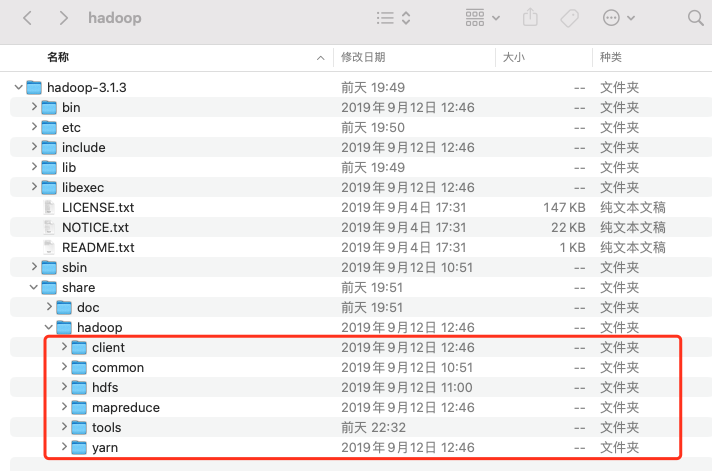 hadoop
名称 修改日期 大小 种类
hadoop-3.1.3 前天 19:49 -- 文件夹
bin 2019年9月12日 12:46 -- 文件夹
etc 前天 19:50 -- 文件夹
include 2019年9月12日 12:46 -- 文件夹
lib 前天 19:49 -- 文件夹
libexec 2019年9月12日 12:46 -- 文件夹
LICENSE.txt 2019年9月4日 17:31 147 KB 纯文本文稿
NOTICE.txt 2019年9月4日 17:31 22 KB 纯文本文稿
README.txt 2019年9月4日 17:31 1 KB 纯文本文稿
sbin 2019年9月12日 10:51 -- 文件夹
share 前天 19:51 -- 文件夹
doc 前天 19:51 -- 文件夹
hadoop 2019年9月12日 12:46 -- 文件夹
client 2019年9月12日 12:46 -- 文件夹
common 2019年9月12日 10:51 -- 文件夹
hdfs 2019年9月12日 11:00 -- 文件夹
mapreduce 2019年9月12日 12:46 -- 文件夹
tools 前天 22:32 -- 文件夹
yarn 2019年9月12日 12:46 -- 文件夹